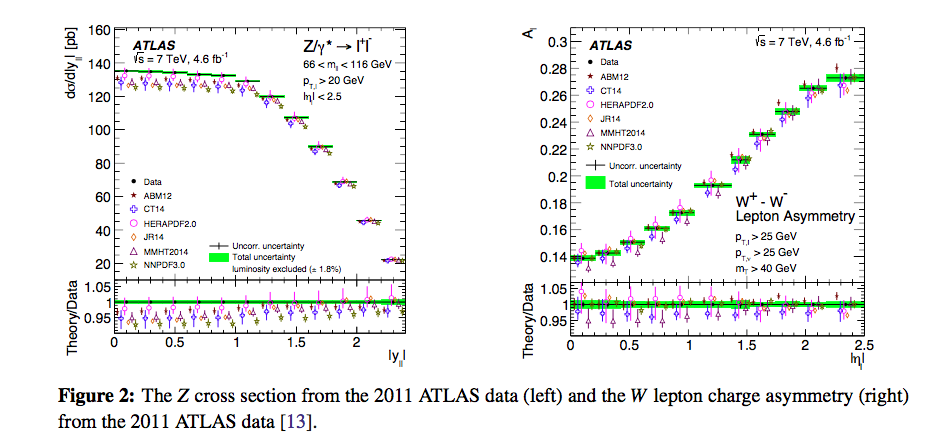 dσ/d|y_ll| [pb]
160
140
120
100
80
60
40
20
ATLAS
√s = 7 TeV, 4.6 fb⁻¹
Z/γ* → l⁺l⁻
66 < m_ll < 116 GeV
p_T,l > 20 GeV
|η_l| < 2.5
Data
ABM12
CT14
HERAPDF2.0
JR14
MMHT2014
NNPDF3.0
Uncorr. uncertainty
Total uncertainty
luminosity excluded (± 1.8%)
Theory/Data
1.05
1
0.95
0 0.5 1 1.5 2
|y_ll|
A_l
0.3
0.28
0.26
0.24
0.22
0.2
0.18
0.16
0.14
ATLAS
√s = 7 TeV, 4.6 fb⁻¹
Data
ABM12
CT14
HERAPDF2.0
JR14
MMHT2014
NNPDF3.0
Uncorr. uncertainty
Total uncertainty
W⁺ - W⁻
Lepton Asymmetry
p_T,l > 25 GeV
p_T,ν > 25 GeV
m_T > 40 GeV
Theory/Data
1.05
1
0.95
0 0.5 1 1.5 2 2.5
|η_l|
Figure 2: The Z cross section from the 2011 ATLAS data (left) and the W lepton charge asymmetry (right)
from the 2011 ATLAS data [13].